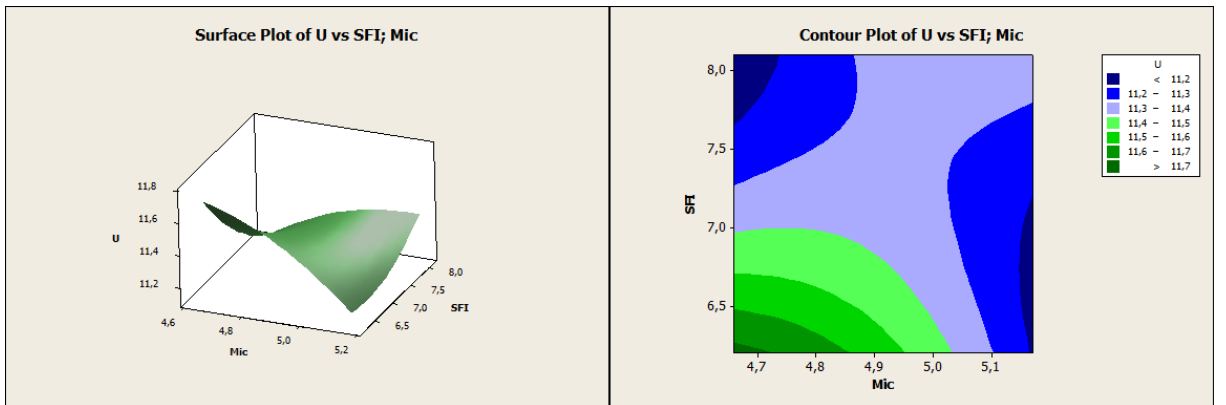 Surface Plot of U vs SFI; Mic
11,8
11,6
U
11,4
11,2
4,6
4,8
5,0
5,2
Mic
6,5
7,0
7,5
8,0
SFI
Contour Plot of U vs SFI; Mic
8,0
7,5
7,0
6,5
SFI
4,7 4,8 4,9 5,0 5,1
Mic
U
< 11,2
11,2 – 11,3
11,3 – 11,4
11,4 – 11,5
11,5 – 11,6
11,6 – 11,7
> 11,7